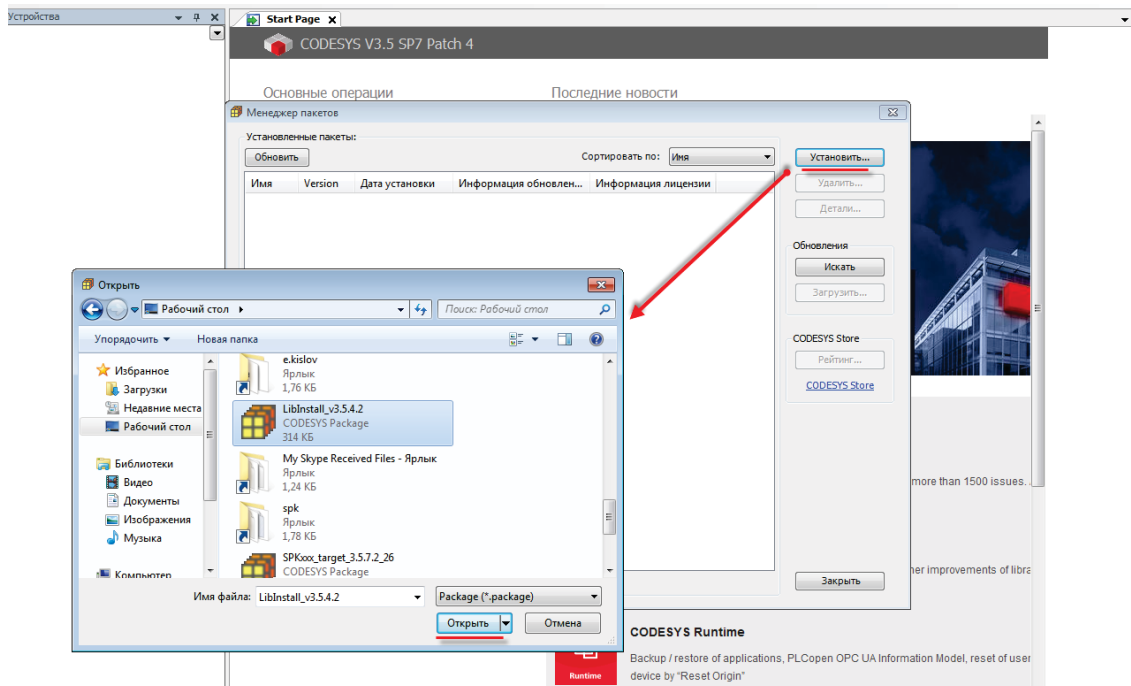 Устройства
Start Page
CODESYS V3.5 SP7 Patch 4
Основные операции
Последние новости
Менеджер пакетов
Установленные пакеты:
Обновить
Сортировать по:
Имя
Установить...
Имя
Version
Дата установки
Информация обновлен...
Информация лицензии
Удалить...
Детали...
Обновления
Искать
Загрузить...
CODESYS Store
Рейтинг...
CODESYS Store
Закрыть
Открыть
Рабочий стол
Поиск: Рабочий стол
Упорядочить
Новая папка
Избранное
Загрузки
Недавние места
Рабочий стол
Библиотеки
Видео
Документы
Изображения
Музыка
Компьютер
e.kislov
Ярлык
1,76 КБ
LibInstall_v3.5.4.2
CODESYS Package
314 КБ
My Skype Received Files - Ярлык
Ярлык
1,24 КБ
spk
Ярлык
1,78 КБ
SPKxxx_target_3.5.7.2_26
CODESYS Package
Имя файла:
LibInstall_v3.5.4.2
Package (*.package)
Открыть
Отмена
more than 1500 issues.
her improvements of libra
CODESYS Runtime
Backup / restore of applications, PLCopen OPC UA Information Model, reset of user
device by "Reset Origin"
Runtime